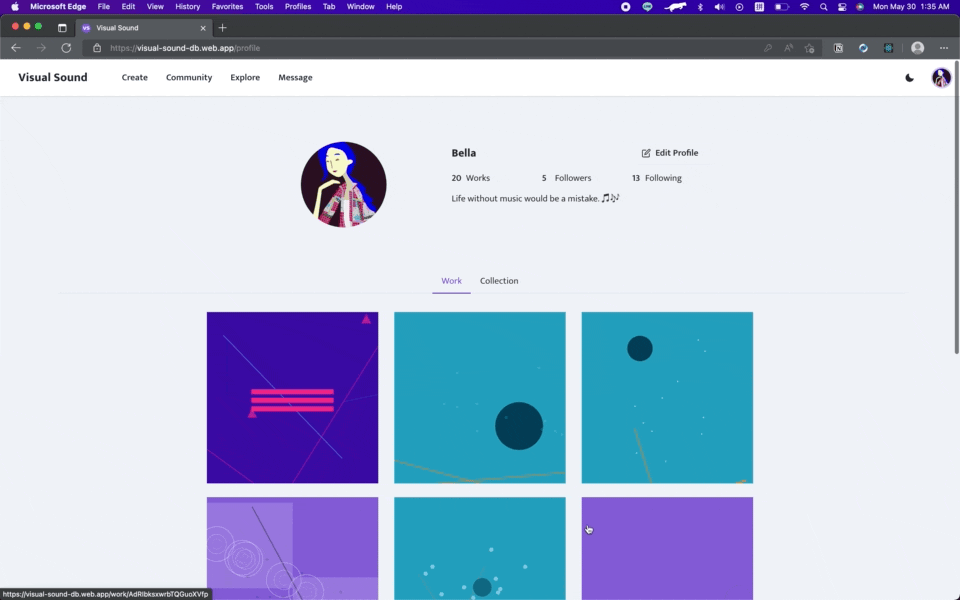 Microsoft Edge File Edit View History Favorites Tools Profiles Tab Window Help Mon May 30 1:35 AM
VS Visual Sound
https://visual-sound-db.web.app/profile
Visual Sound Create Community Explore Message
Bella Edit Profile
20 Works 5 Followers 13 Following
Life without music would be a mistake. 🎵🎶
Work Collection
https://visual-sound-db.web.app/work/AdRIbksxwrbTQGuoXVfp